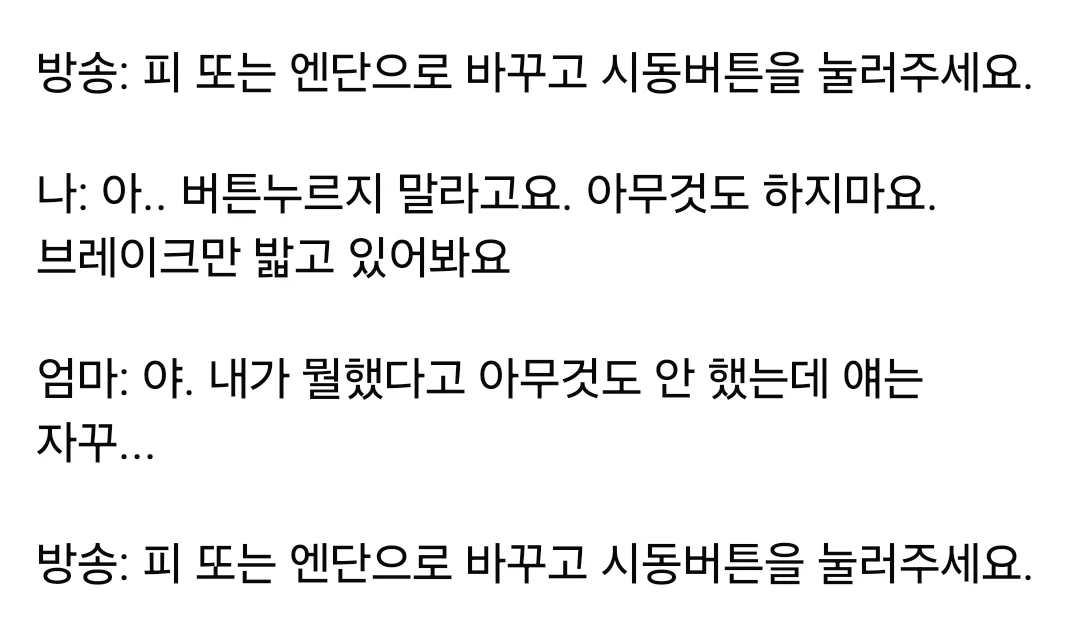 방송: 피 또는 엔단으로 바꾸고 시동버튼을 눌러주세요.
나: 아.. 버튼누르지 말라고요. 아무것도 하지마요.
브레이크만 밟고 있어봐요
엄마: 야. 내가 뭘했다고 아무것도 안 했는데 얘는
자꾸...
방송: 피 또는 엔단으로 바꾸고 시동버튼을 눌러주세요.